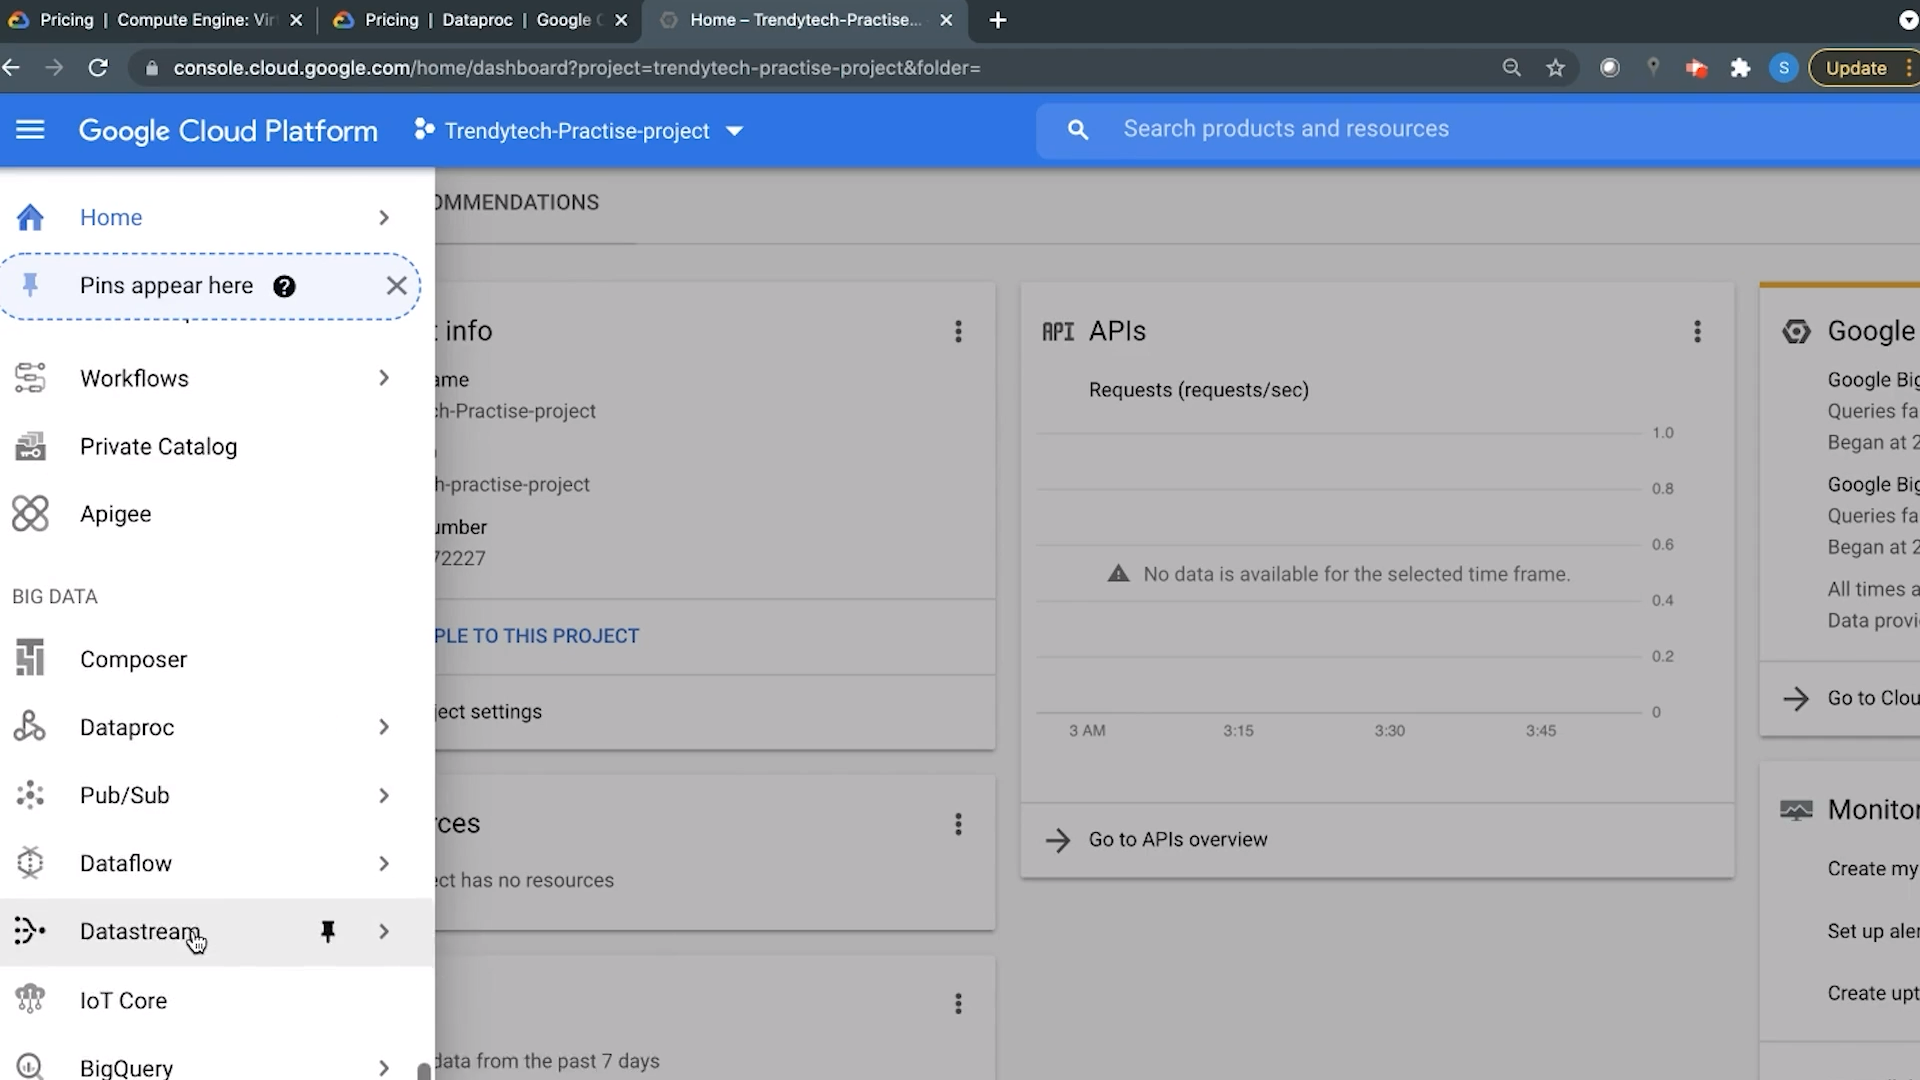 Pricing | Compute Engine: Vir
Pricing | Dataproc | Google C
Home – Trendytech-Practise...
console.cloud.google.com/home/dashboard?project=trendytech-practise-project&folder=
S
Update
Google Cloud Platform
Trendytech-Practise-project
Search products and resources
Home
OMMENDATIONS
Pins appear here
Workflows
Private Catalog
Apigee
BIG DATA
Composer
Dataproc
Pub/Sub
Dataflow
Datastream
IoT Core
BigQuery
info
ame
ch-Practise-project
h-practise-project
umber
72227
PLE TO THIS PROJECT
ject settings
rces
ect has no resources
data from the past 7 days
API APIs
Requests (requests/sec)
1.0
0.8
0.6
No data is available for the selected time frame.
0.4
0.2
0
3 AM 3:15 3:30 3:45
Go to APIs overview
Google
Google Big
Queries fa
Began at 2
Google Big
Queries fa
Began at 2
All times a
Data provi
Go to Clou
Monitor
Create my
Set up aler
Create upt